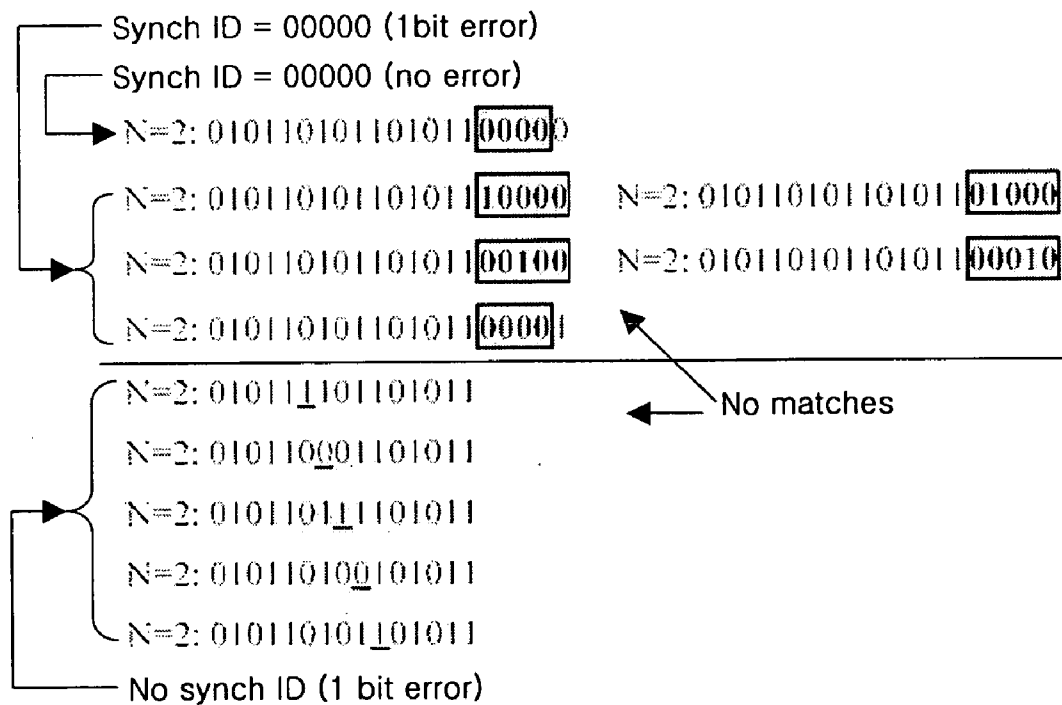 Synch ID = 00000 (1bit error)
Synch ID = 00000 (no error)
N=2: 01011010110101100000
N=2: 01011010110101110000 N=2: 01011010110101101000
N=2: 01011010110101100100 N=2: 01011010110101100010
N=2: 01011010110101100001
N=2: 010111101101011
No matches
N=2: 010110001101011
N=2: 010110111101011
N=2: 010110100101011
N=2: 010110101101011
No synch ID (1 bit error)